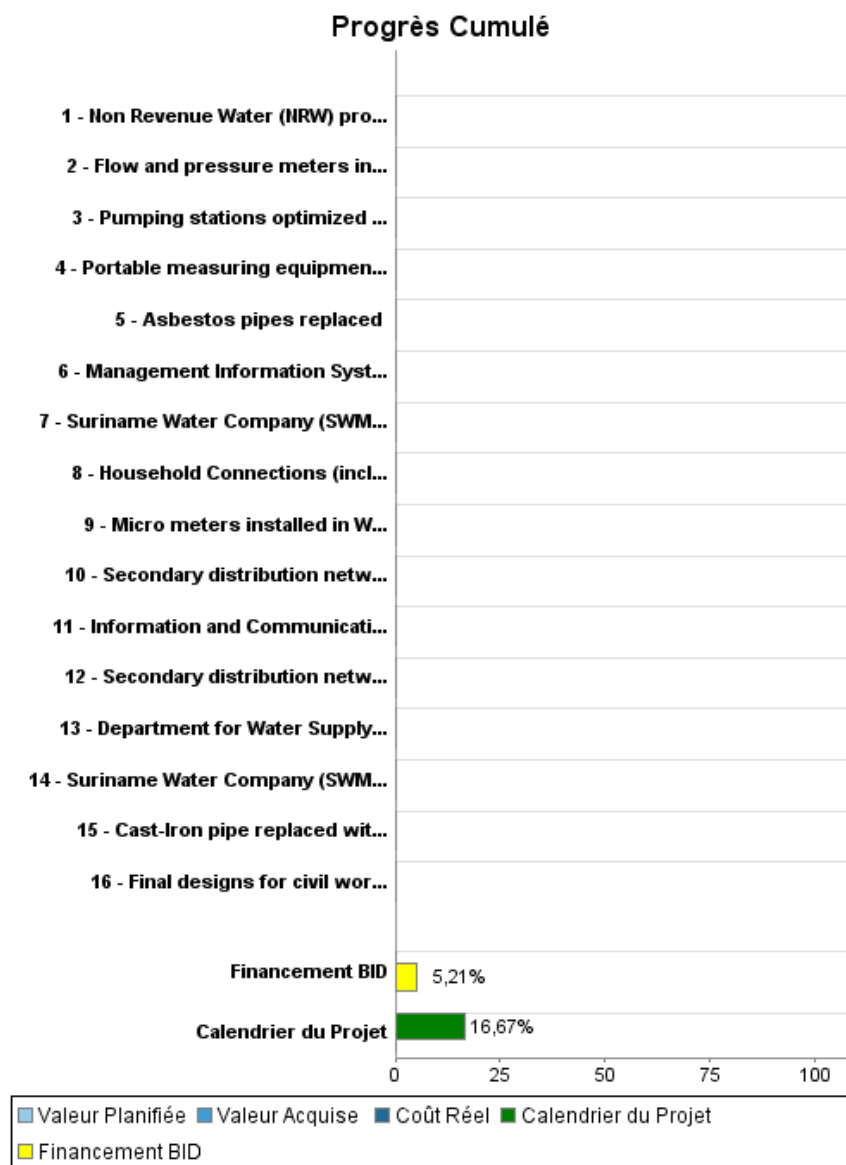 Progrès Cumulé
1 - Non Revenue Water (NRW) pro...
2 - Flow and pressure meters in...
3 - Pumping stations optimized ...
4 - Portable measuring equipmen...
5 - Asbestos pipes replaced
6 - Management Information Syst...
7 - Suriname Water Company (SWM...
8 - Household Connections (incl...
9 - Micro meters installed in W...
10 - Secondary distribution netw...
11 - Information and Communicati...
12 - Secondary distribution netw...
13 - Department for Water Supply...
14 - Suriname Water Company (SWM...
15 - Cast-Iron pipe replaced wit...
16 - Final designs for civil wor...
Financement BID 5,21%
Calendrier du Projet 16,67%
0 25 50 75 100
Valeur Planifiée Valeur Acquise Coût Réel Calendrier du Projet
Financement BID